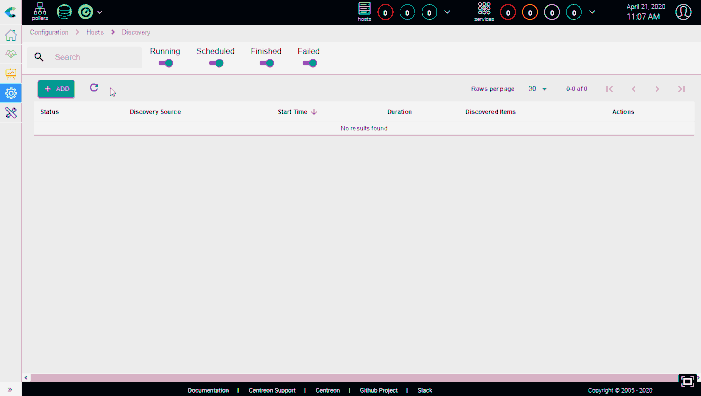 April 21, 2020
11:07 AM
pollers
hosts 0 0 0
services 0 0 0 0
Configuration > Hosts > Discovery
Search
Running Scheduled Finished Failed
+ ADD
Rows per page 30 0-0 of 0
Status Discovery Source Start Time Duration Discovered Items Actions
No results found
Documentation | Centreon Support | Centreon | Github Project | Slack
Copyright © 2005 - 2020